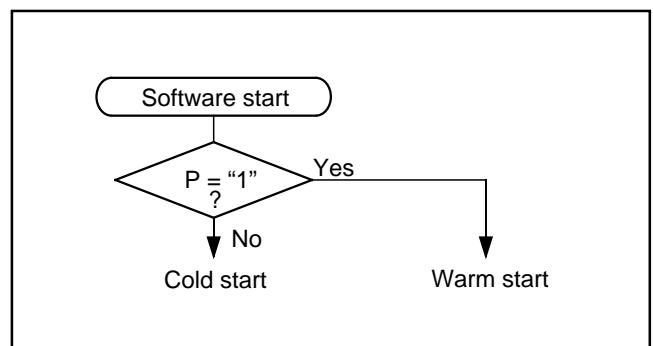 Software start
P = “1”
?
Yes
No
Cold start
Warm start